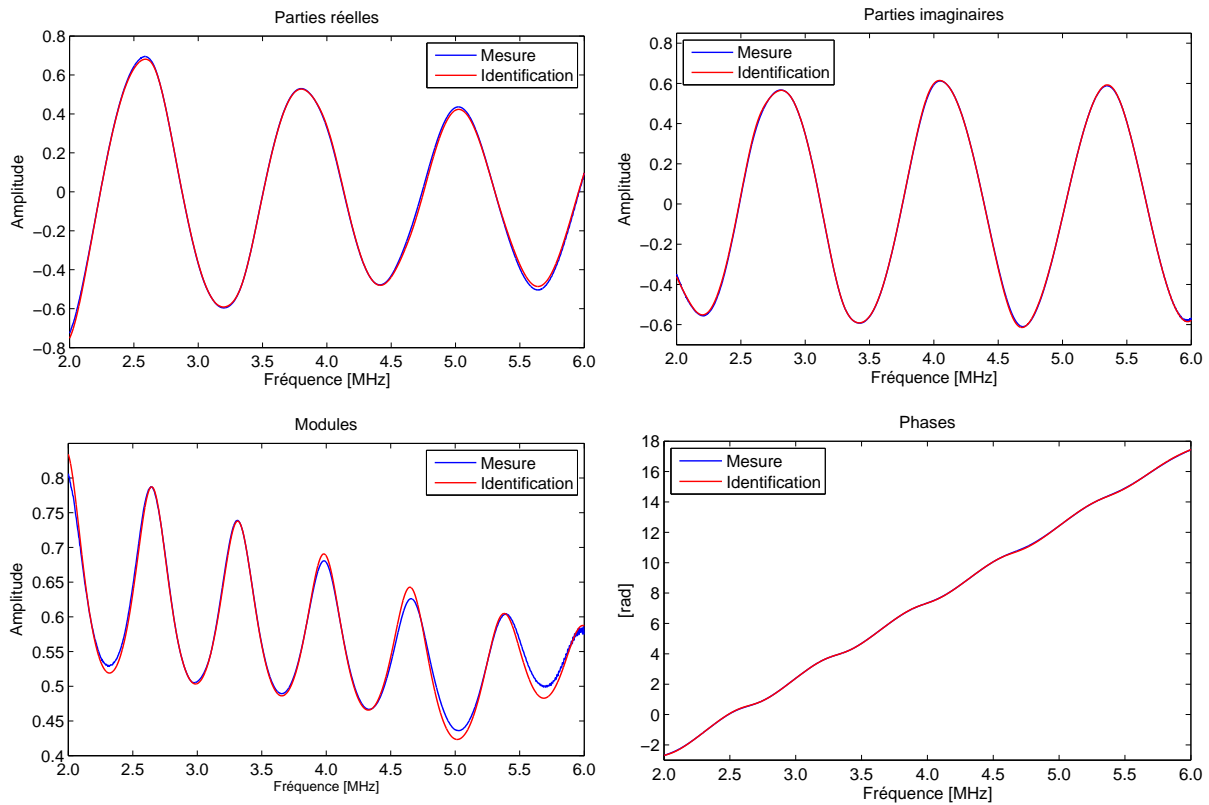 Parties réelles
0.8
0.6
0.4
0.2
0
−0.2
−0.4
−0.6
−0.8
Amplitude
Mesure
Identification
2.0 2.5 3.0 3.5 4.0 4.5 5.0 5.5 6.0
Fréquence [MHz]
Parties imaginaires
0.8
0.6
0.4
0.2
0
−0.2
−0.4
−0.6
Amplitude
Mesure
Identification
2.0 2.5 3.0 3.5 4.0 4.5 5.0 5.5 6.0
Fréquence [MHz]
Modules
0.8
0.75
0.7
0.65
0.6
0.55
0.5
0.45
0.4
Amplitude
Mesure
Identification
2.0 2.5 3.0 3.5 4.0 4.5 5.0 5.5 6.0
Fréquence [MHz]
Phases
18
16
14
12
10
8
6
4
2
0
−2
[rad]
Mesure
Identification
2.0 2.5 3.0 3.5 4.0 4.5 5.0 5.5 6.0
Fréquence [MHz]